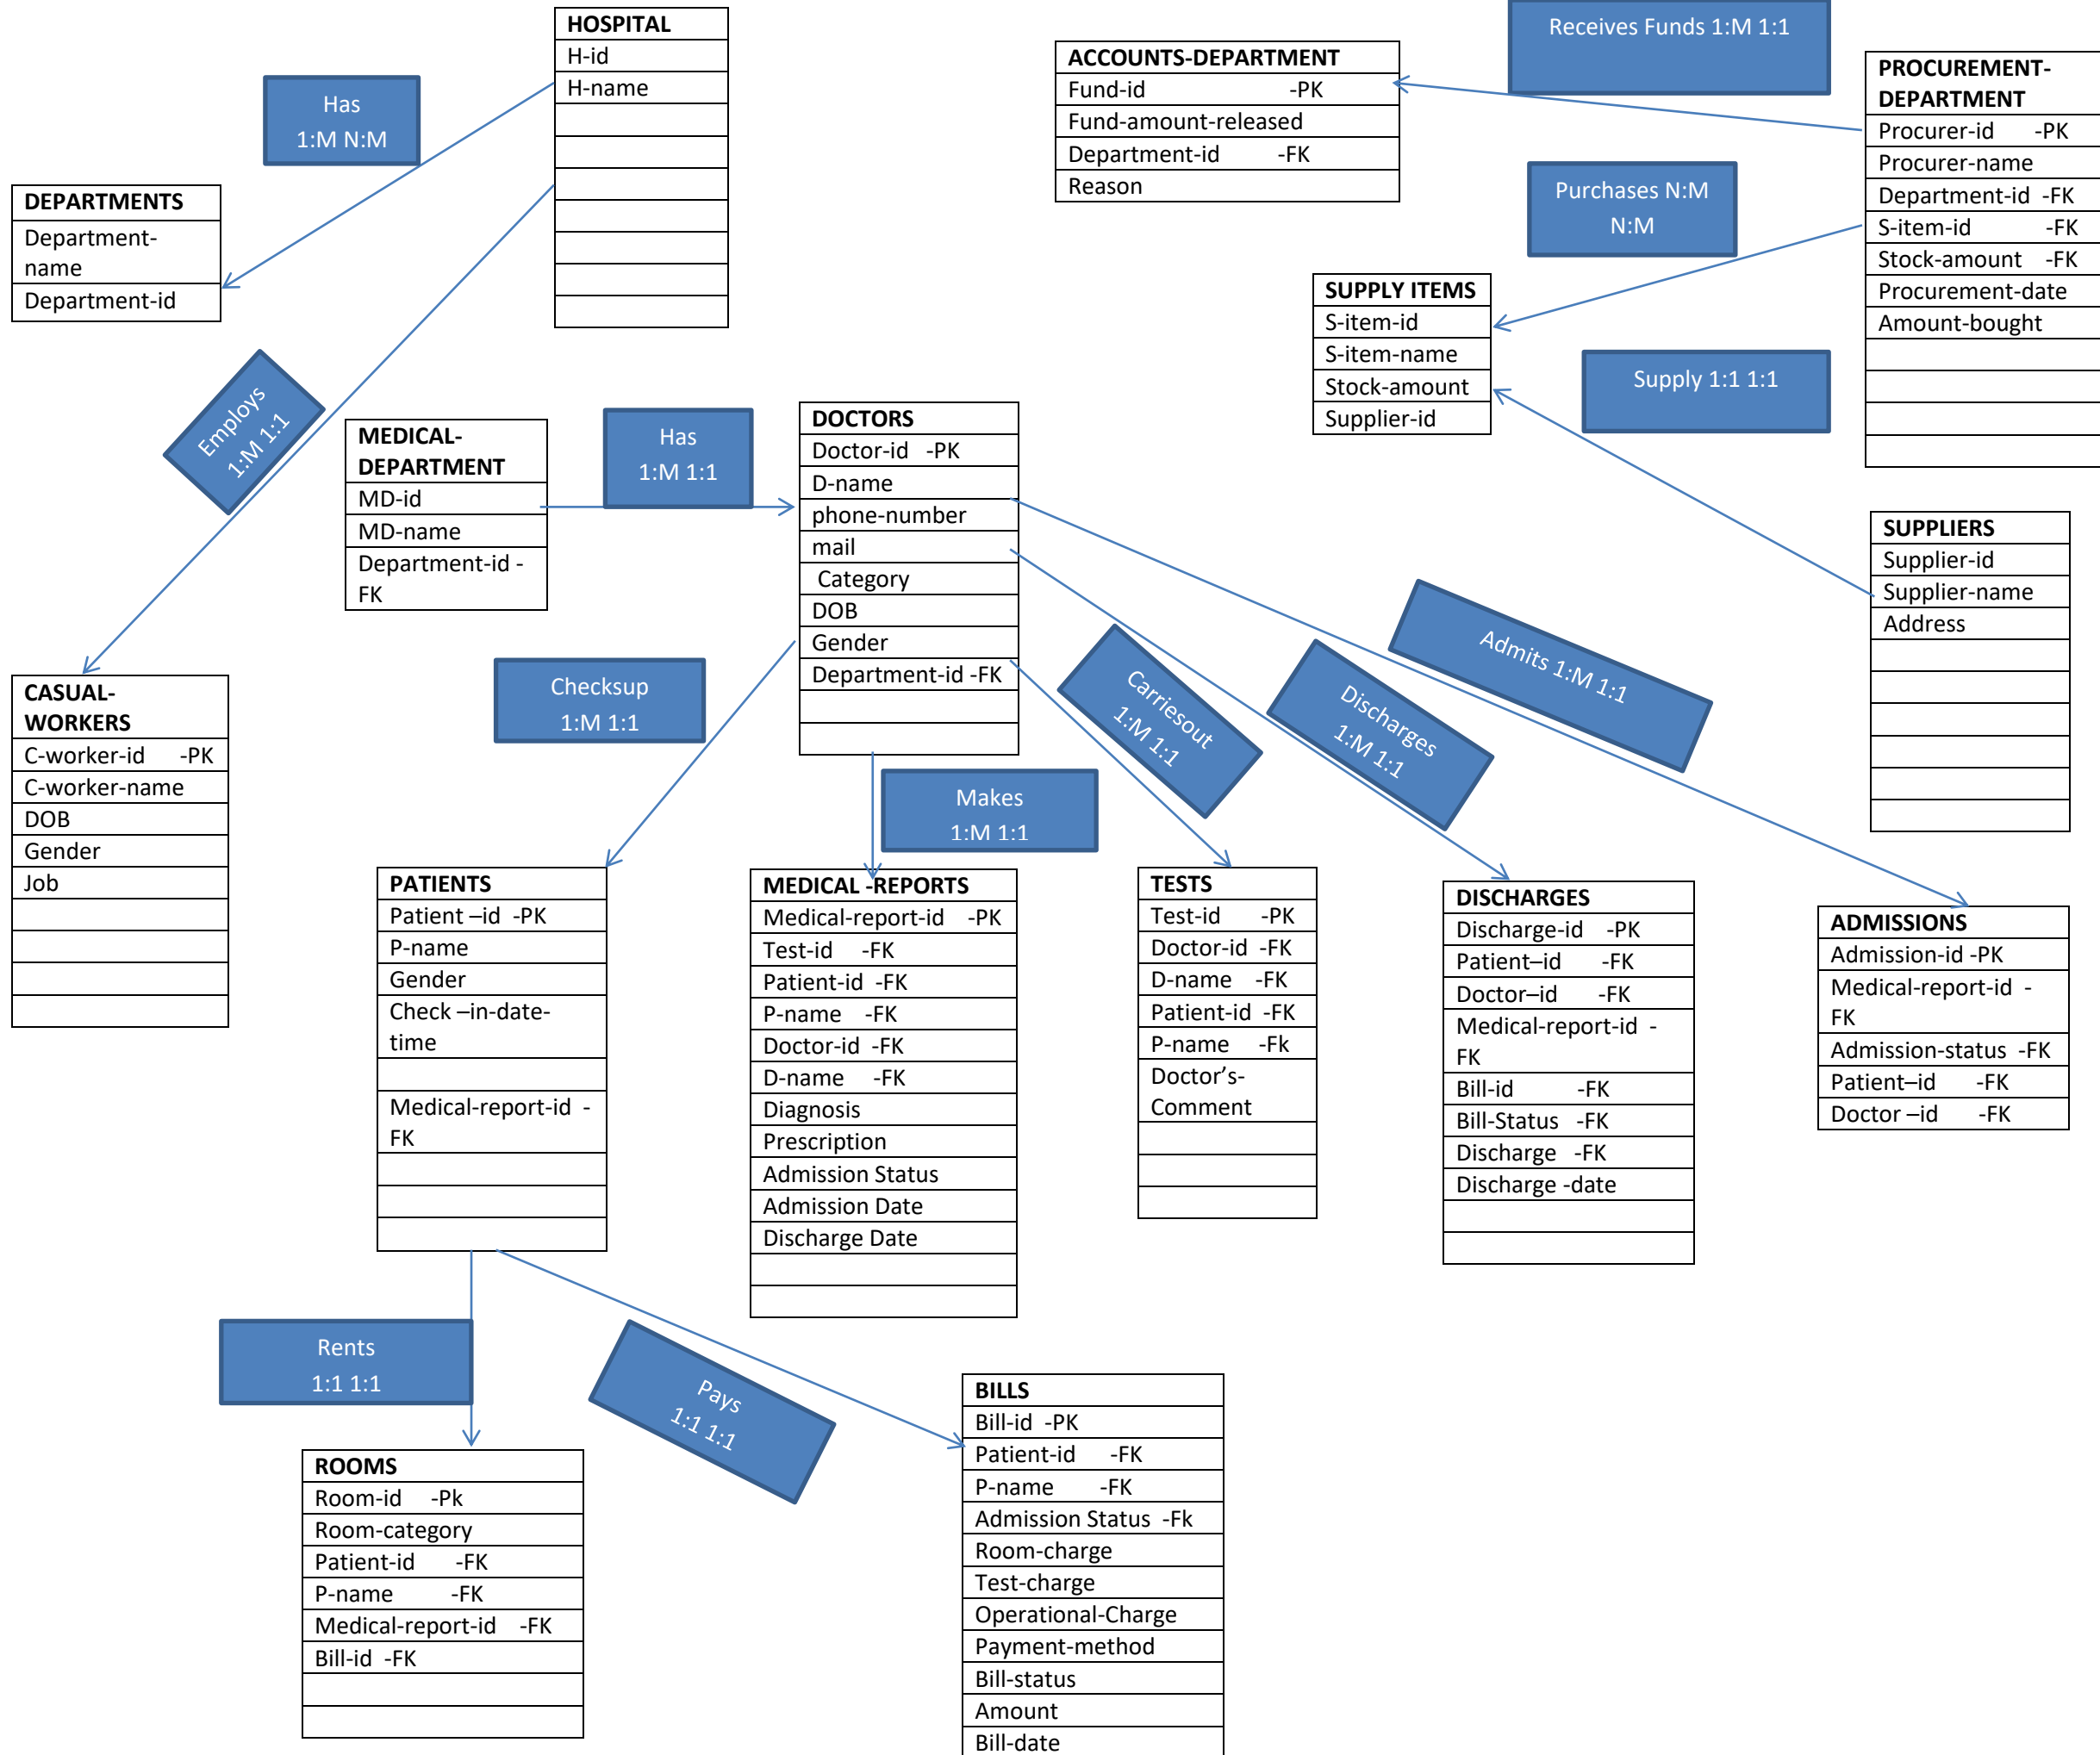 HOSPITAL
H-id
H-name
Has
1:M N:M
DEPARTMENTS
Department-
name
Department-id
Employs
1:M 1:1
ACCOUNTS-DEPARTMENT
Fund-id -PK
Fund-amount-released
Department-id -FK
Reason
Receives Funds 1:M 1:1
PROCUREMENT-
DEPARTMENT
Procurer-id -PK
Procurer-name
Department-id -FK
S-item-id -FK
Stock-amount -FK
Procurement-date
Amount-bought
Purchases N:M
N:M
SUPPLY ITEMS
S-item-id
S-item-name
Stock-amount
Supplier-id
Supply 1:1 1:1
SUPPLIERS
Supplier-id
Supplier-name
Address
MEDICAL-
DEPARTMENT
MD-id
MD-name
Department-id -
FK
Has
1:M 1:1
DOCTORS
Doctor-id -PK
D-name
phone-number
mail
Category
DOB
Gender
Department-id -FK
CASUAL-
WORKERS
C-worker-id -PK
C-worker-name
DOB
Gender
Job
Checksup
1:M 1:1
Makes
1:M 1:1
Carriesout
1:M 1:1
Discharges
1:M 1:1
Admits 1:M 1:1
PATIENTS
Patient –id -PK
P-name
Gender
Check –in-date-
time
Medical-report-id -
FK
MEDICAL -REPORTS
Medical-report-id -PK
Test-id -FK
Patient-id -FK
P-name -FK
Doctor-id -FK
D-name -FK
Diagnosis
Prescription
Admission Status
Admission Date
Discharge Date
TESTS
Test-id -PK
Doctor-id -FK
D-name -FK
Patient-id -FK
P-name -Fk
Doctor’s-
Comment
DISCHARGES
Discharge-id -PK
Patient–id -FK
Doctor–id -FK
Medical-report-id -
FK
Bill-id -FK
Bill-Status -FK
Discharge -FK
Discharge -date
ADMISSIONS
Admission-id -PK
Medical-report-id -
FK
Admission-status -FK
Patient–id -FK
Doctor –id -FK
Rents
1:1 1:1
Pays
1:1 1:1
ROOMS
Room-id -Pk
Room-category
Patient-id -FK
P-name -FK
Medical-report-id -FK
Bill-id -FK
BILLS
Bill-id -PK
Patient-id -FK
P-name -FK
Admission Status -Fk
Room-charge
Test-charge
Operational-Charge
Payment-method
Bill-status
Amount
Bill-date